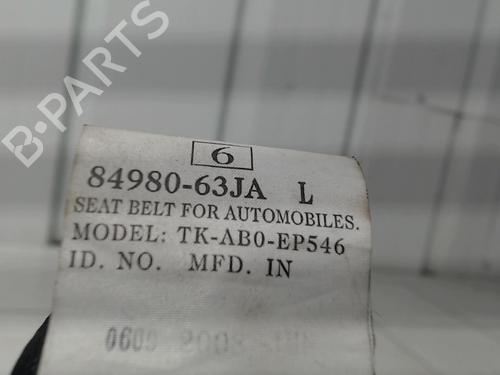 B-PARTS
6
84980-63JA L
SEAT BELT FOR AUTOMOBILES.
MODEL: TK-AB0-EP546
ID. NO. MFD. IN